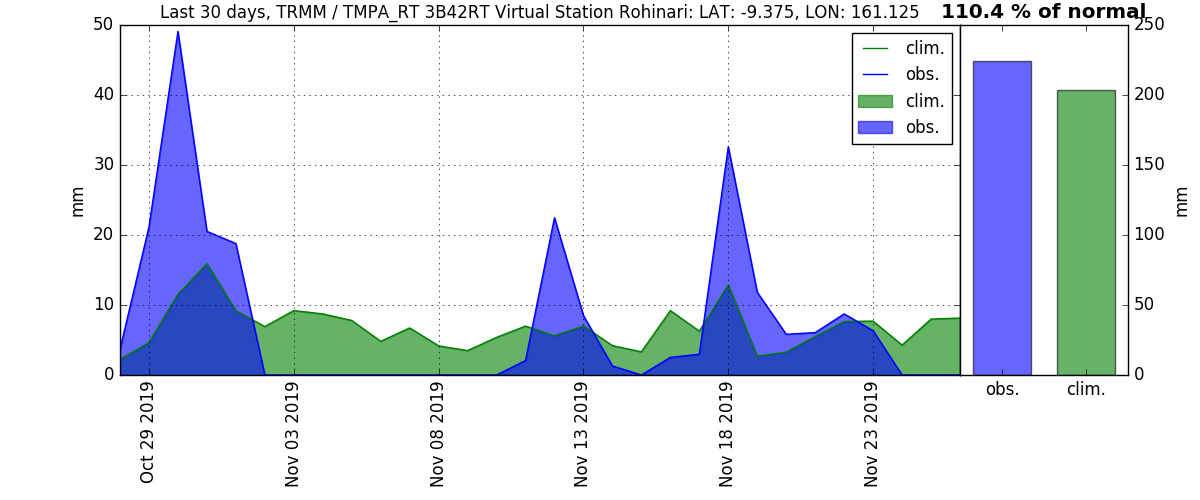 Last 30 days, TRMM / TMPA_RT 3B42RT Virtual Station Rohinari: LAT: -9.375, LON: 161.125
110.4 % of normal
50
40
30
20
10
0
mm
clim.
obs.
clim.
obs.
250
200
150
100
50
0
mm
Oct 29 2019
Nov 03 2019
Nov 08 2019
Nov 13 2019
Nov 18 2019
Nov 23 2019
obs.
clim.